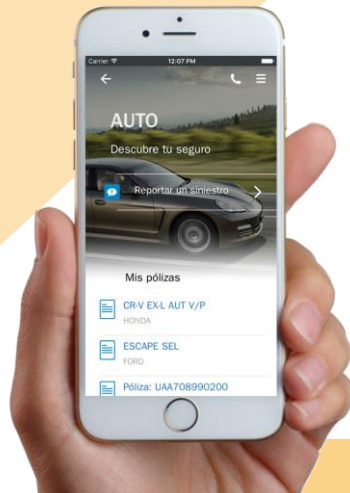 Carrier 12:07 PM
AUTO
Descubre tu seguro
Reportar un siniestro
Mis pólizas
CR-V EX-L AUT V/P
HONDA
ESCAPE SEL
FORD
Póliza: UAA708990200